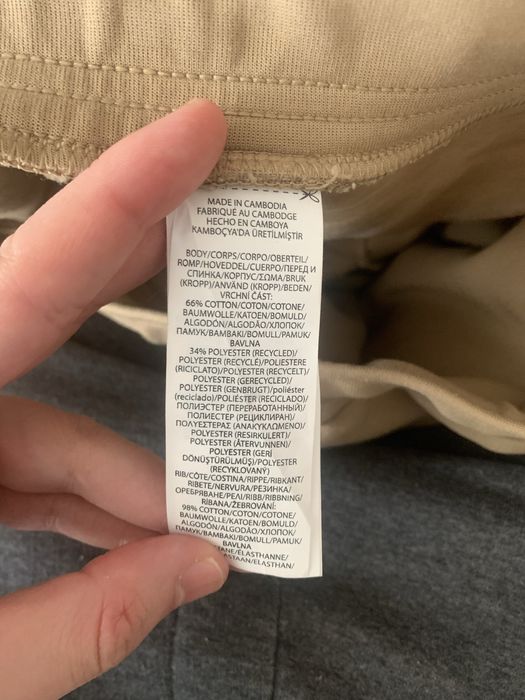 MADE IN CAMBODIA
FABRIQUÉ AU CAMBODGE
HECHO EN CAMBOYA
KAMBOÇYA'DA ÜRETİLMİŞTİR
BODY/CORPS/CORPO/OBERTEIL/
ROMP/HOVEDDEL/CUERPO/ПЕРЕД И
СПИНКА/КОРПУС/ΣΩΜΑ/BRUK
(KROPP)/ANVÄND (KROPP)/BEDEN/
VRCHNÍ ČÁST:
66% COTTON/COTON/COTONE/
BAUMWOLLE/KATOEN/BOMULD/
ALGODÓN/ALGODÃO/ХЛОПОК/
ПАМУК/ΒΑΜΒΑΚΙ/BOMULL/PAMUK/
BAVLNA
34% POLYESTER (RECYCLED)/
POLYESTER (RECYCLÉ)/POLIESTERE
(RICICLATO)/POLYESTER (RECYCELT)/
POLYESTER (GERECYCLED)/
POLYESTER (GENBRUGT)/poliéster
(reciclado)/POLIÉSTER (RECICLADO)/
ПОЛИЭСТЕР (ПЕРЕРАБОТАННЫЙ)/
ПОЛИЕСТЕР (РЕЦИКЛИРАН)/
ΠΟΛΥΕΣΤΕΡΑΣ (ΑΝΑΚΥΚΛΩΜΕΝΟ)/
POLYESTER (RESIRKULERT)/
POLYESTER (ÅTERVUNNEN)/
POLYESTER (GERİ
DÖNÜŞTÜRÜLMÜŞ)/POLYESTER
(RECYKLOVANÝ)
RIB/CÔTE/COSTINA/RIPPE/RIBKANT/
RIBETE/NERVURA/РЕЗИНКА/
ОРЕБРЯВАНЕ/ΡΕΛΙ/RIBB/RIBBNING/
RİBANA/ŽEBROVÁNÍ:
98% COTTON/COTON/COTONE/
BAUMWOLLE/KATOEN/BOMULD/
ALGODÓN/ALGODÃO/ХЛОПОК/
ПАМУК/ΒΑΜΒΑΚΙ/BOMULL/PAMUK/
BAVLNA
/ÉLASTHANNE/
/ELASTHAN/